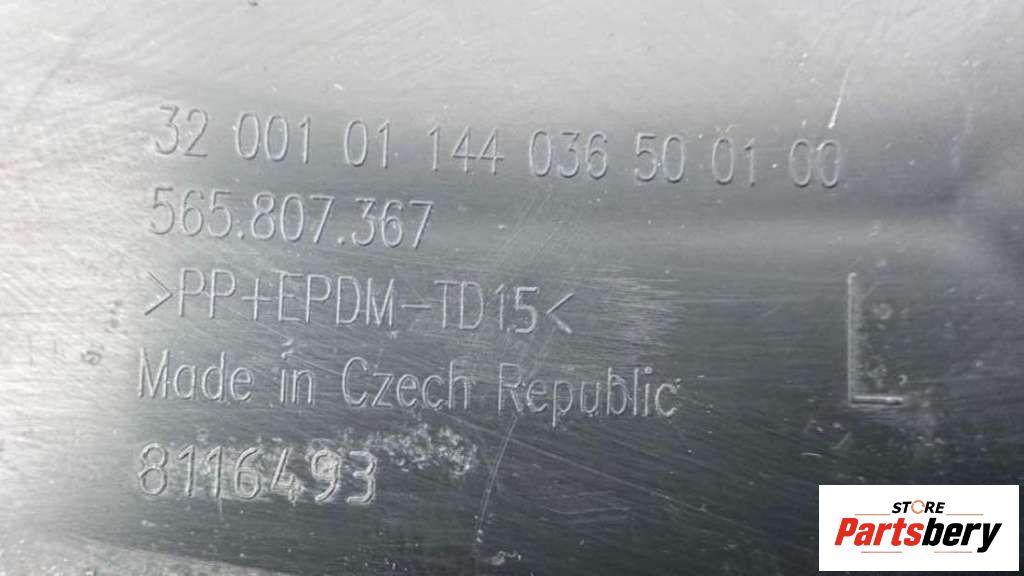 32 001 01 144 036 50 01 00
565.807.367
>PP+EPDM-TD15<
L
Made in Czech Republic
8116493
STORE
Partsbery